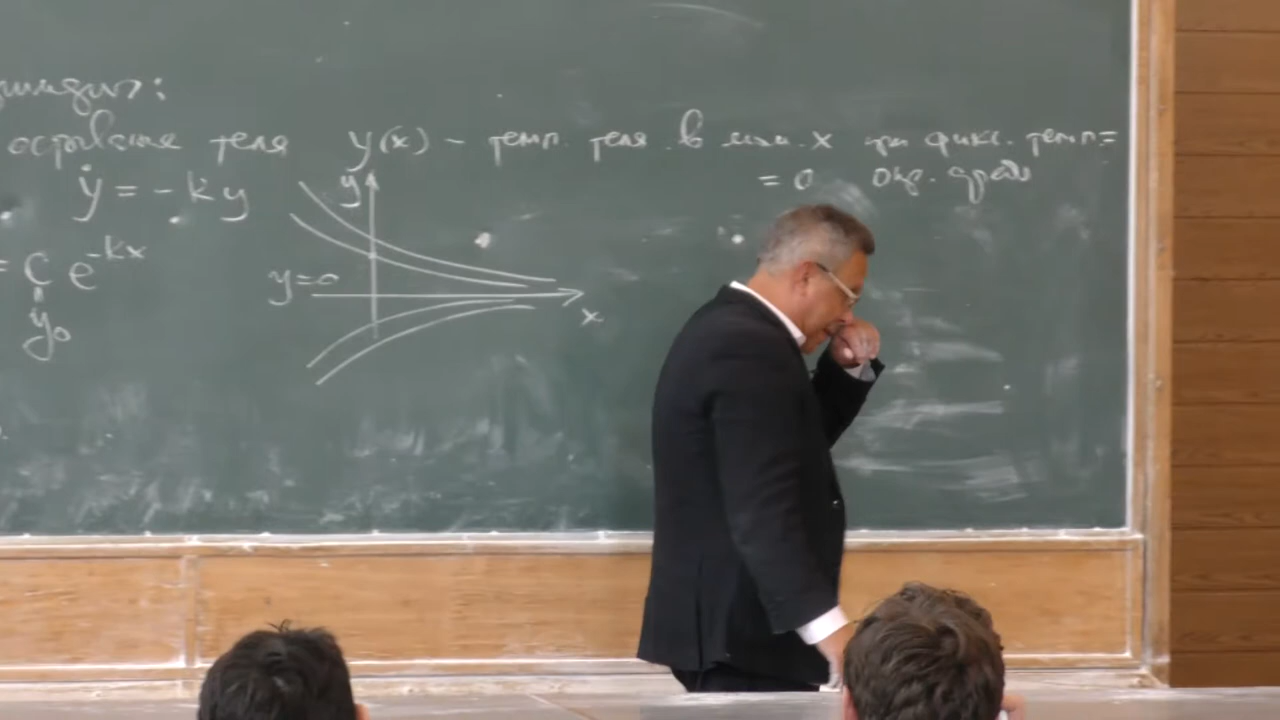 остывание тела y(x) - темп. тела в мом. x при фикс. темп. =
= 0 окр. среды
ẏ = - k y
y
= C e^{-kx}
y=0
x
y₀